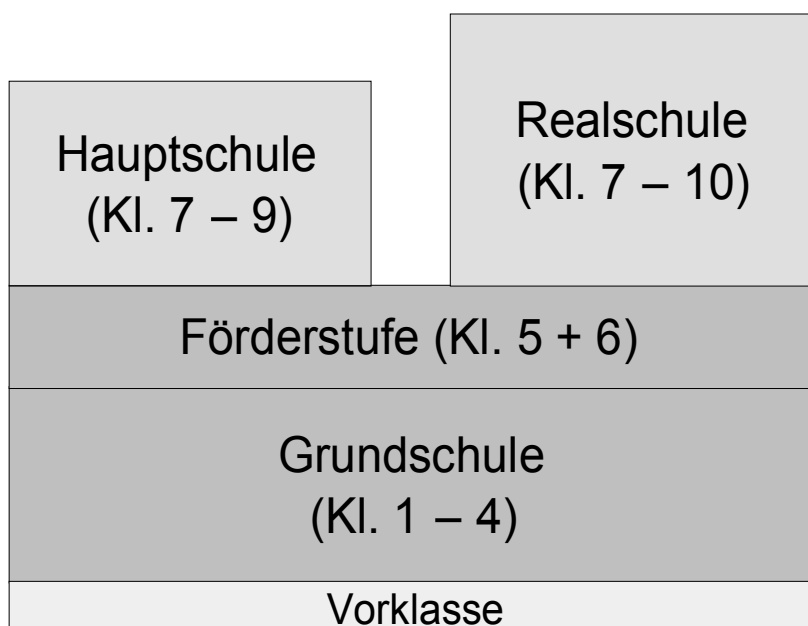 Hauptschule
(Kl. 7 – 9)
Realschule
(Kl. 7 – 10)
Förderstufe (Kl. 5 + 6)
Grundschule
(Kl. 1 – 4)
Vorklasse